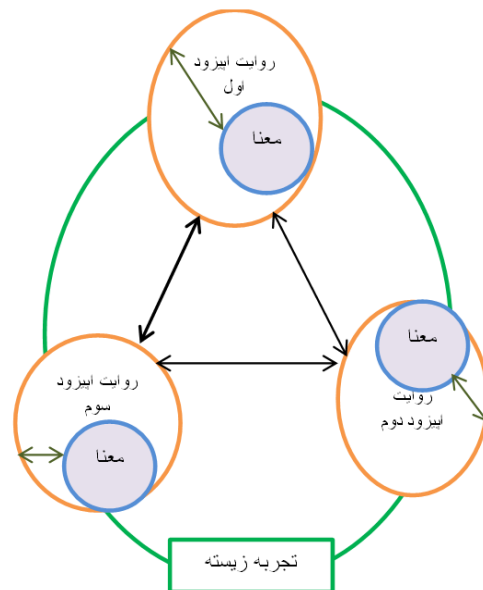 روایت اپیزود
اول
معنا
معنا
روایت
اپیزود دوم
روایت اپیزود
سوم
معنا
تجربه زیسته